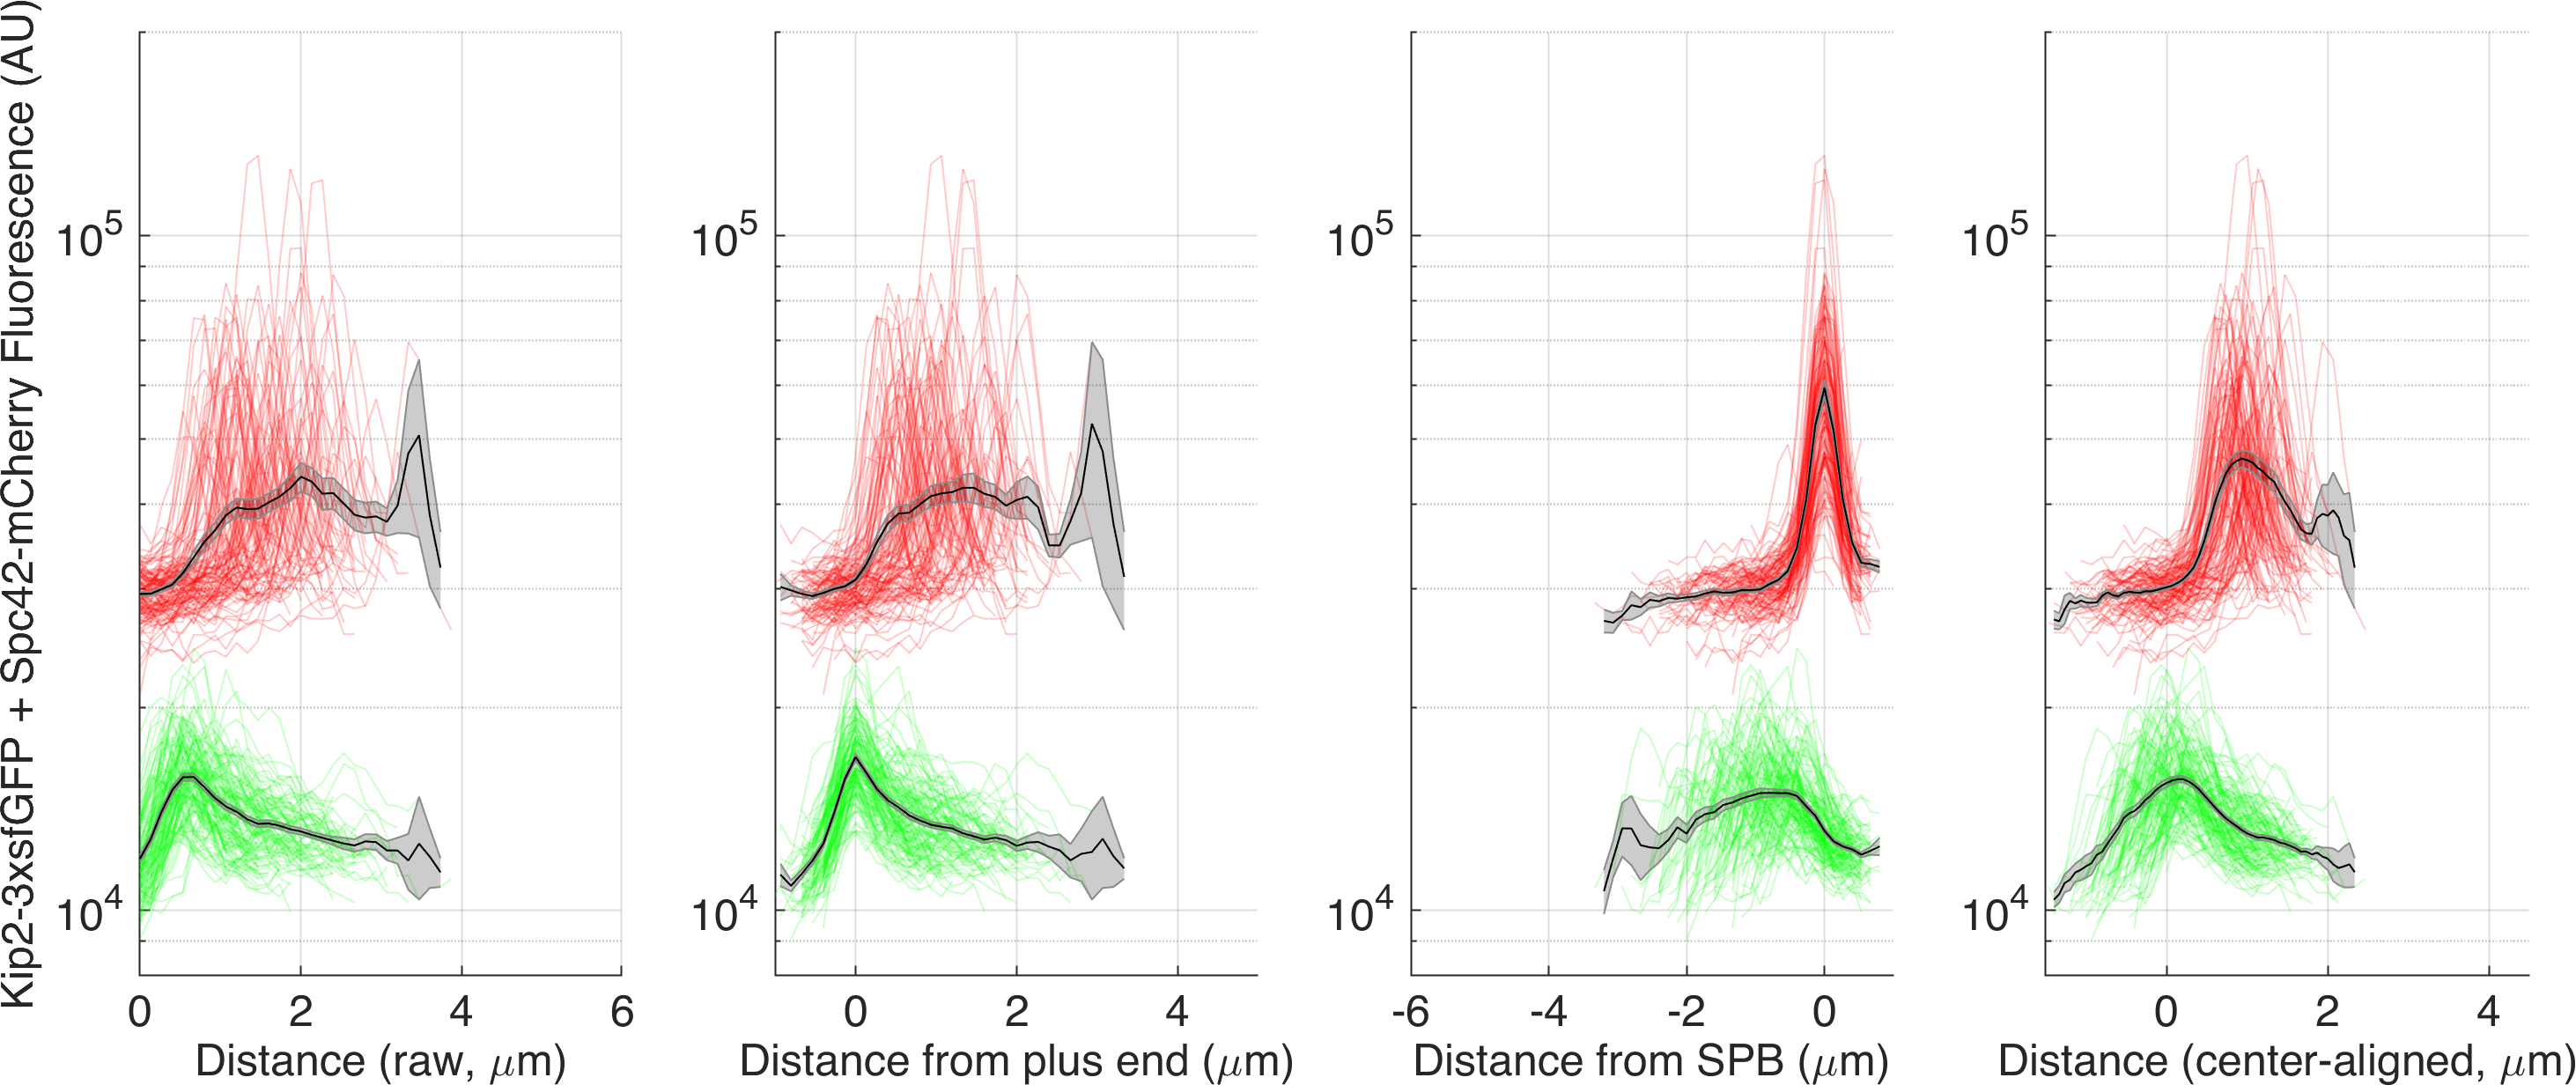 Kip2-3xsfGFP + Spc42-mCherry Fluorescence (AU)
10^5
10^4
0 2 4 6
Distance (raw, μm)
10^5
10^4
0 2 4
Distance from plus end (μm)
10^5
10^4
-6 -4 -2 0
Distance from SPB (μm)
10^5
10^4
0 2 4
Distance (center-aligned, μm)